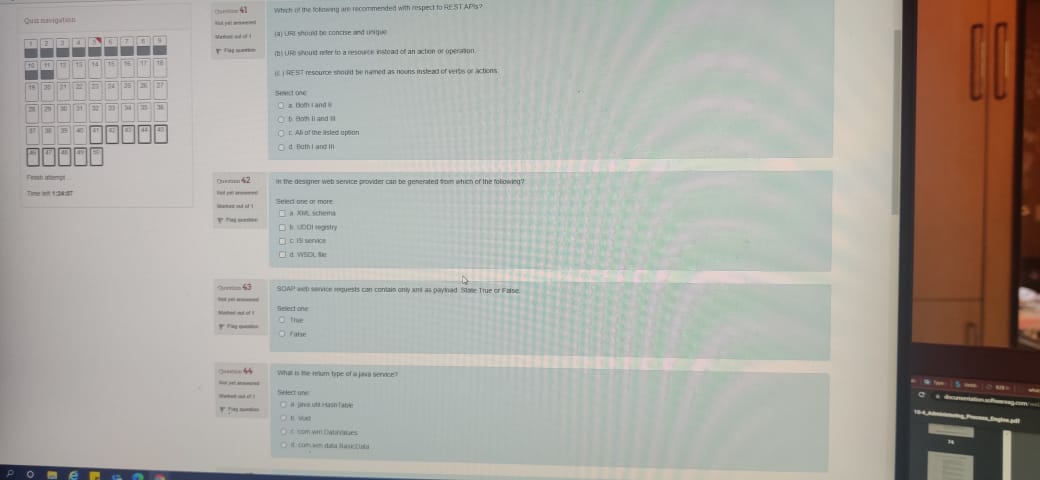 Quiz navigation
1 2 3 4 5 6 7 8 9
10 11 12 13 14 15 16 17 18
19 20 21 22 23 24 25 26 27
28 29 30 31 32 33 34 35 36
37 38 39 40 41 42 43 44 45
46 47 48 49 50
Finish attempt ...
Time left 1:24:07
Question 41
Not yet answered
Marked out of 1
Flag question
Which of the following are recommended with respect to REST APIs?
(a) URI should be concise and unique
(b) URI should refer to a resource instead of an action or operation.
(c) REST resource should be named as nouns instead of verbs or actions.
Select one:
a. Both I and II
b. Both II and III
c. All of the listed option
d. Both I and III
Question 42
Not yet answered
Marked out of 1
Flag question
In the designer web service provider can be generated from which of the following?
Select one or more:
a. XML schema
b. UDDI registry
c. IS service
d. WSDL file
Question 43
Not yet answered
Marked out of 1
Flag question
SOAP web service requests can contain only xml as payload. State True or False.
Select one:
True
False
Question 44
Not yet answered
Marked out of 1
Flag question
What is the return type of a java service?
Select one:
a. java.util.HashTable
b. Void
c. com.wm.DataValues
d. com.wm.data.BasicData
documentation.softwareag.com
10-4_Administering_Process_Engine.pdf